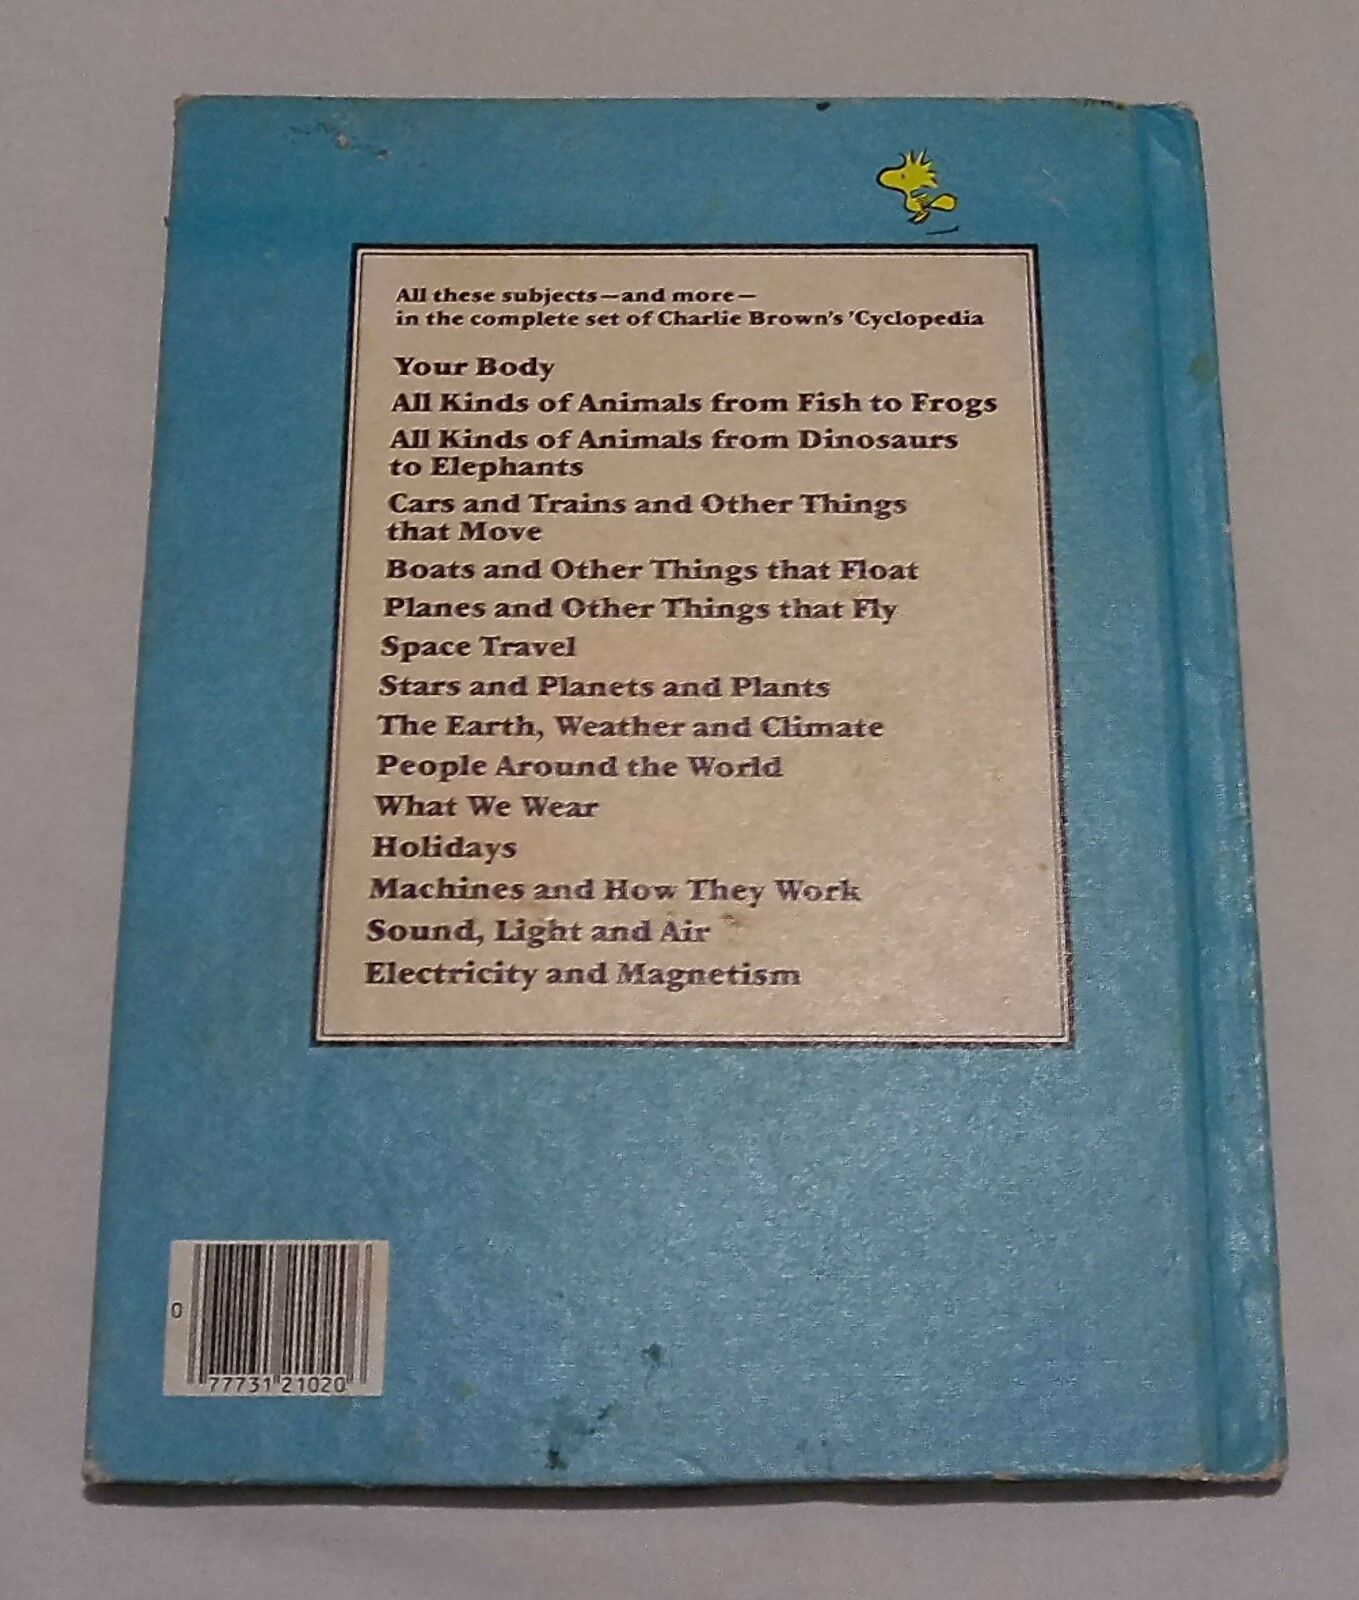 All these subjects—and more—
in the complete set of Charlie Brown's 'Cyclopedia
Your Body
All Kinds of Animals from Fish to Frogs
All Kinds of Animals from Dinosaurs
to Elephants
Cars and Trains and Other Things
that Move
Boats and Other Things that Float
Planes and Other Things that Fly
Space Travel
Stars and Planets and Plants
The Earth, Weather and Climate
People Around the World
What We Wear
Holidays
Machines and How They Work
Sound, Light and Air
Electricity and Magnetism
0
77731 21020